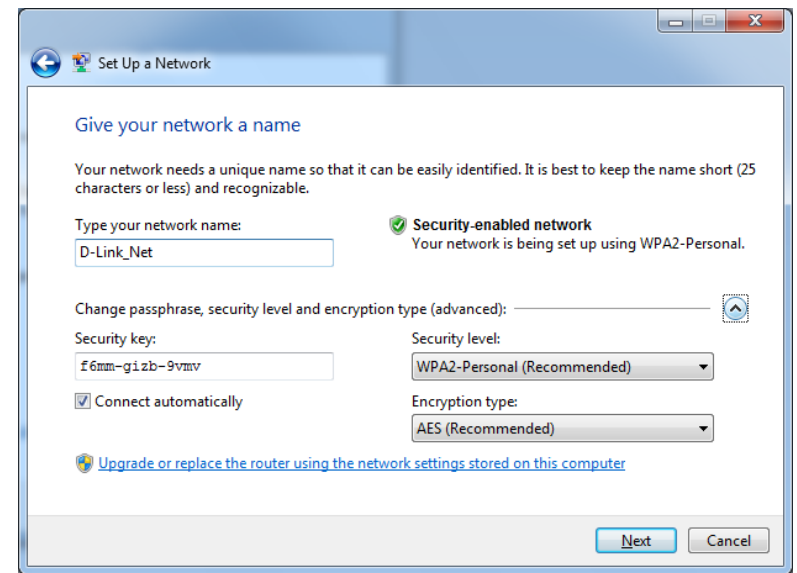 Set Up a Network
Give your network a name
Your network needs a unique name so that it can be easily identified. It is best to keep the name short (25
characters or less) and recognizable.
Type your network name:
D-Link_Net
Security-enabled network
Your network is being set up using WPA2-Personal.
Change passphrase, security level and encryption type (advanced):
Security key:
f6mm-gizb-9vmv
Security level:
WPA2-Personal (Recommended)
Connect automatically
Encryption type:
AES (Recommended)
Upgrade or replace the router using the network settings stored on this computer
Next
Cancel